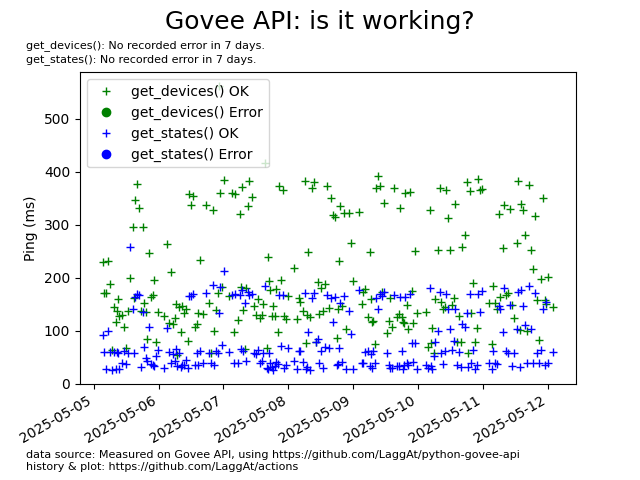 Govee API: is it working?
get_devices(): No recorded error in 7 days.
get_states(): No recorded error in 7 days.
get_devices() OK
get_devices() Error
get_states() OK
get_states() Error
Ping (ms)
500
400
300
200
100
0
2025-05-05
2025-05-06
2025-05-07
2025-05-08
2025-05-09
2025-05-10
2025-05-11
2025-05-12
data source: Measured on Govee API, using https://github.com/LaggAt/python-govee-api
history & plot: https://github.com/LaggAt/actions